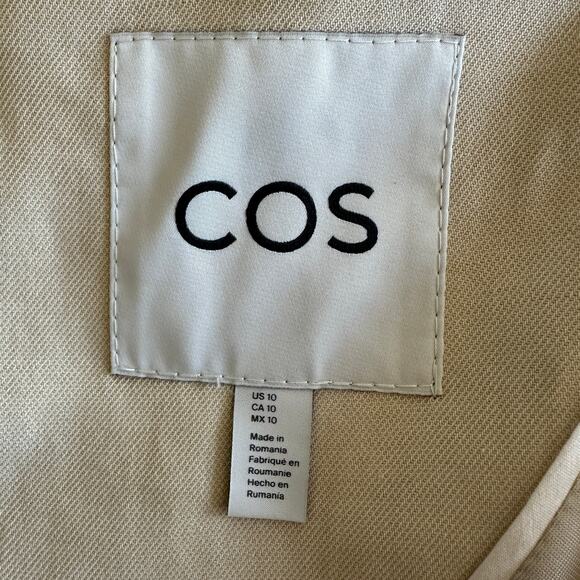 COS
US 10
CA 10
MX 10
Made in
Romania
Fabriqué en
Roumanie
Hecho en
Rumanía